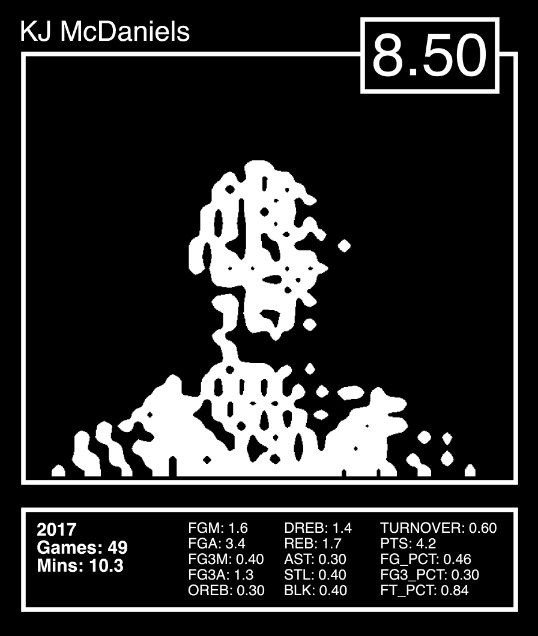 KJ McDaniels
8.50
2017
Games: 49
Mins: 10.3
FGM: 1.6
FGA: 3.4
FG3M: 0.40
FG3A: 1.3
OREB: 0.30
DREB: 1.4
REB: 1.7
AST: 0.30
STL: 0.40
BLK: 0.40
TURNOVER: 0.60
PTS: 4.2
FG_PCT: 0.46
FG3_PCT: 0.30
FT_PCT: 0.84